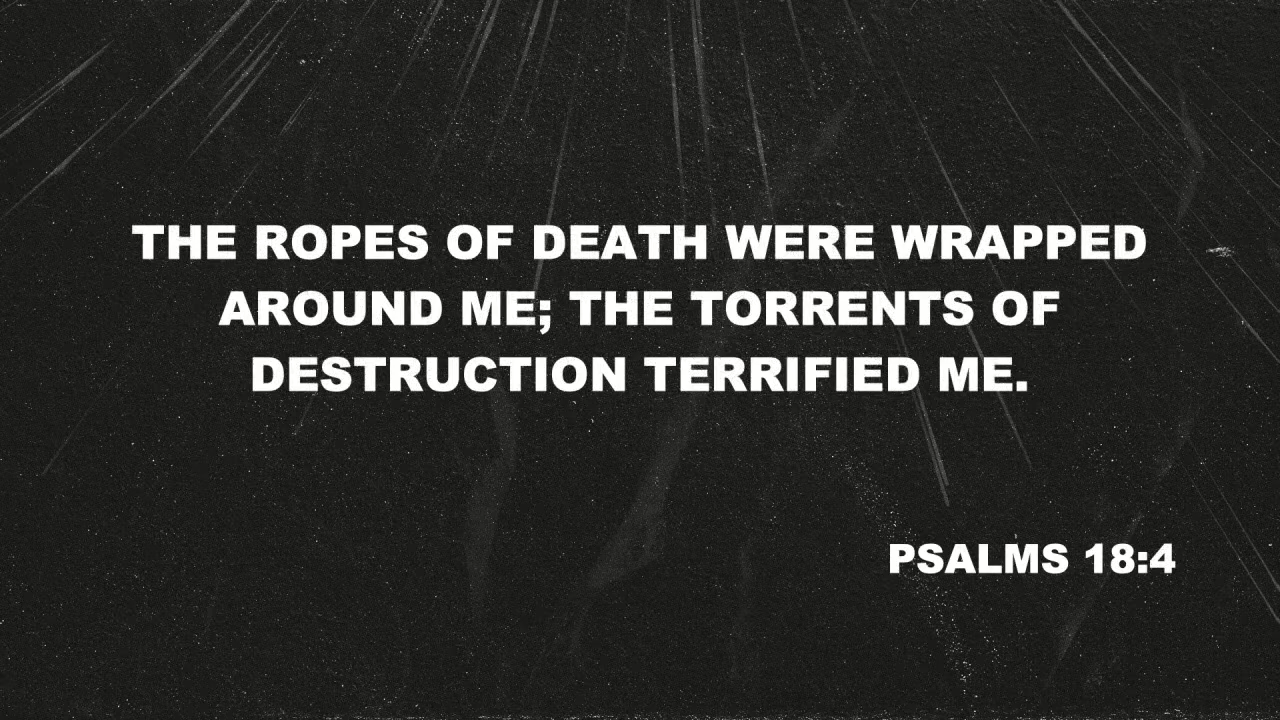 THE ROPES OF DEATH WERE WRAPPED
AROUND ME; THE TORRENTS OF
DESTRUCTION TERRIFIED ME.
PSALMS 18:4